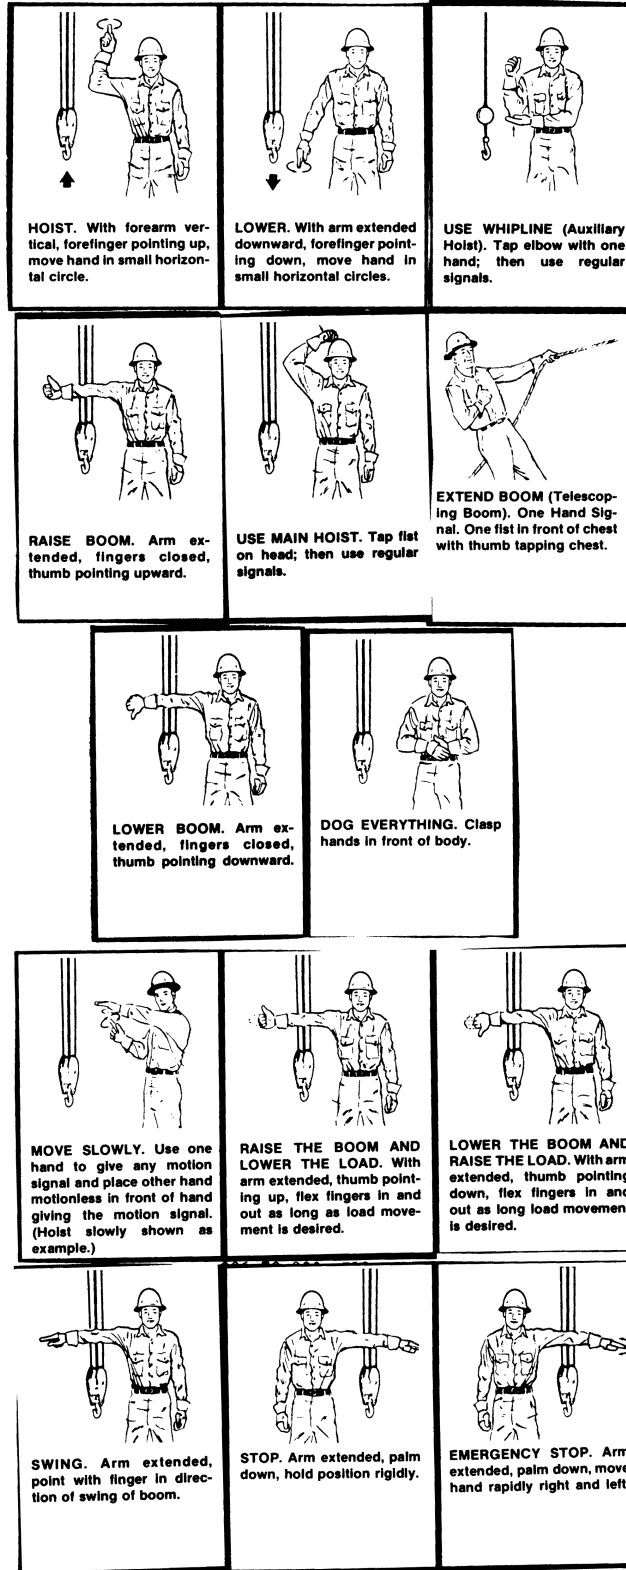 HOIST. With forearm ver-
tical, forefinger pointing up,
move hand in small horizon-
tal circle.
LOWER. With arm extended
downward, forefinger point-
ing down, move hand in
small horizontal circles.
USE WHIPLINE (Auxiliary
Hoist). Tap elbow with one
hand; then use regular
signals.
RAISE BOOM. Arm ex-
tended, fingers closed,
thumb pointing upward.
USE MAIN HOIST. Tap fist
on head; then use regular
signals.
EXTEND BOOM (Telescop-
ing Boom). One Hand Sig-
nal. One fist in front of chest
with thumb tapping chest.
LOWER BOOM. Arm ex-
tended, fingers closed,
thumb pointing downward.
DOG EVERYTHING. Clasp
hands in front of body.
MOVE SLOWLY. Use one
hand to give any motion
signal and place other hand
motionless in front of hand
giving the motion signal.
(Hoist slowly shown as
example.)
RAISE THE BOOM AND
LOWER THE LOAD. With
arm extended, thumb point-
ing up, flex fingers in and
out as long as load move-
ment is desired.
LOWER THE BOOM AND
RAISE THE LOAD. With arm
extended, thumb pointing
down, flex fingers in and
out as long load movement
is desired.
SWING. Arm extended,
point with finger in direc-
tion of swing of boom.
STOP. Arm extended, palm
down, hold position rigidly.
EMERGENCY STOP. Arm
extended, palm down, move
hand rapidly right and left